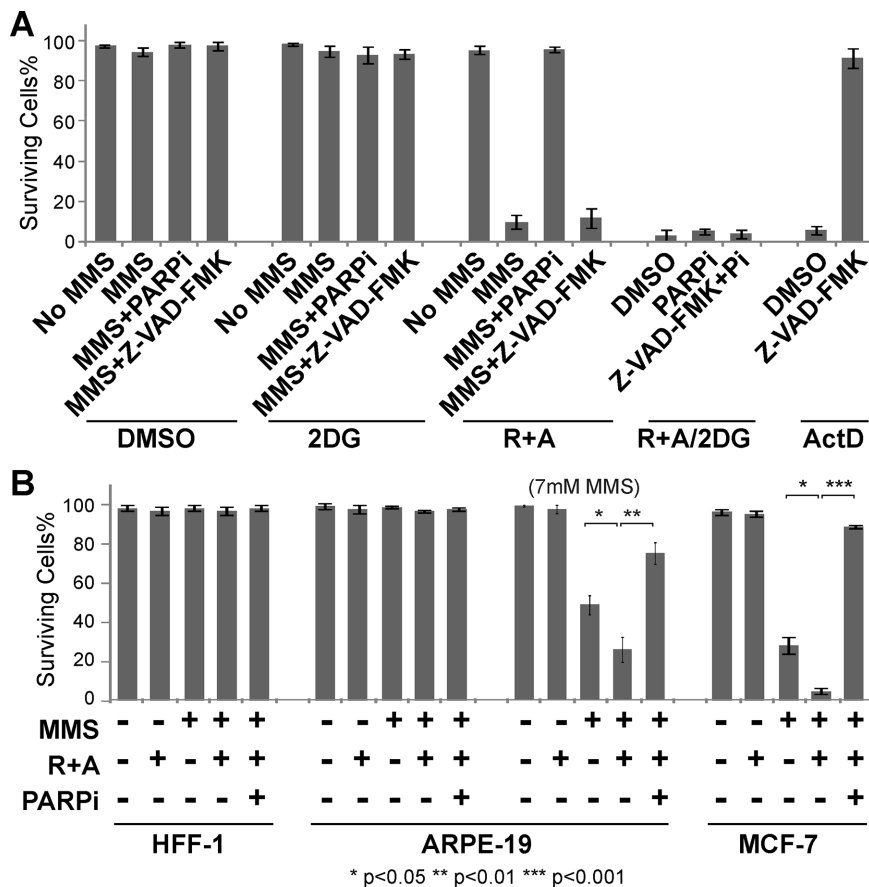 A
Surviving Cells%
100
80
60
40
20
0
No MMS
MMS
MMS+PARPi
MMS+Z-VAD-FMK
No MMS
MMS
MMS+PARPi
MMS+Z-VAD-FMK
No MMS
MMS
MMS+PARPi
MMS+Z-VAD-FMK
DMSO
PARPi
Z-VAD-FMK+Pi
DMSO
Z-VAD-FMK
DMSO 2DG R+A R+A/2DG ActD
B
Surviving Cells%
100
80
60
40
20
0
(7mM MMS)
* ** * ***
MMS - - + + + - - + + + - - + + + - - + + +
R+A - + - + + - + - + + - + - + + - + - + +
PARPi - - - - + - - - - + - - - - + - - - - +
HFF-1 ARPE-19 MCF-7
* p<0.05 ** p<0.01 *** p<0.001